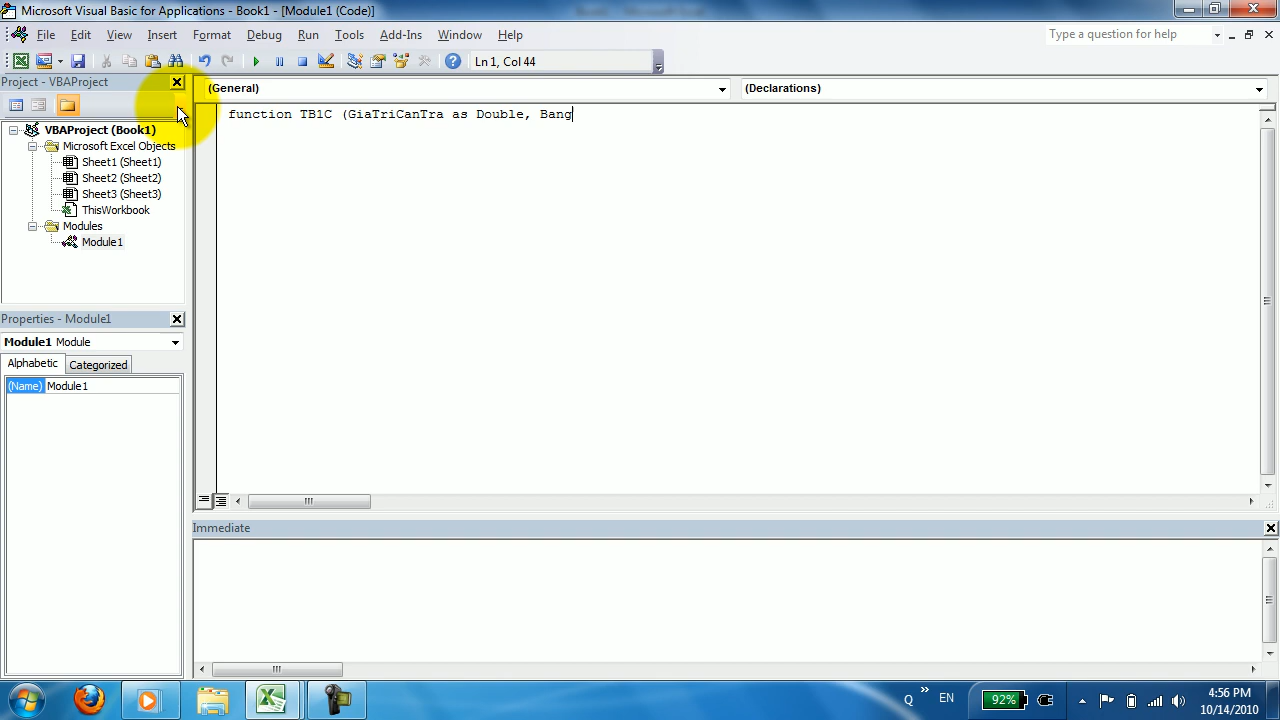 Microsoft Visual Basic for Applications - Book1 - [Module1 (Code)]
File Edit View Insert Format Debug Run Tools Add-Ins Window Help
Type a question for help
Ln 1, Col 44
Project - VBAProject
(General)
(Declarations)
function TB1C (GiaTriCanTra as Double, Bang
VBAProject (Book1)
Microsoft Excel Objects
Sheet1 (Sheet1)
Sheet2 (Sheet2)
Sheet3 (Sheet3)
ThisWorkbook
Modules
Module1
Properties - Module1
Module1 Module
Alphabetic Categorized
(Name) Module1
Immediate
EN
92%
4:56 PM
10/14/2010